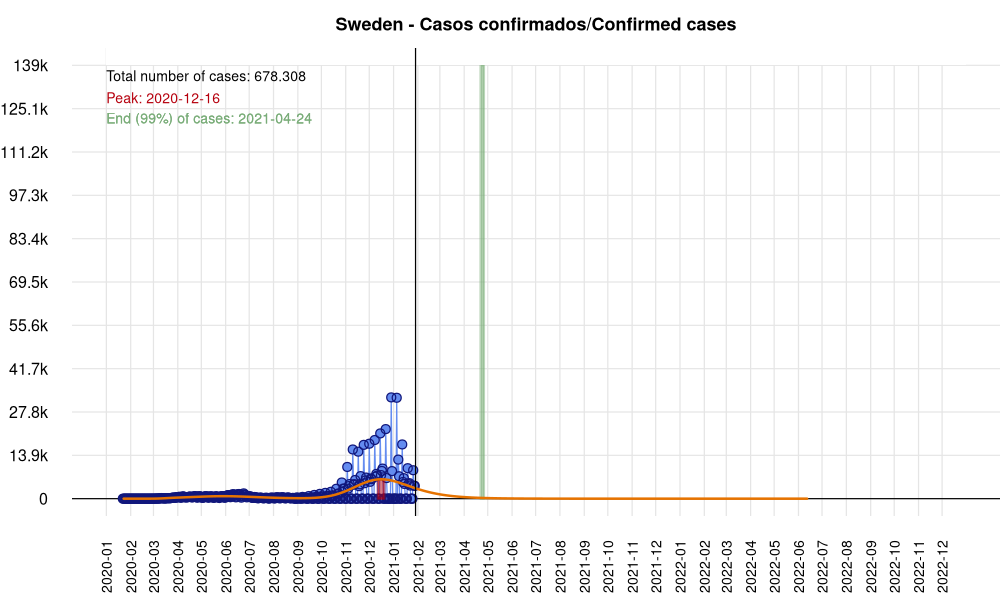 Sweden - Casos confirmados/Confirmed cases
139k
Total number of cases: 678.308
Peak: 2020-12-16
125.1k
End (99%) of cases: 2021-04-24
111.2k
97.3k
83.4k
69.5k
55.6k
41.7k
27.8k
13.9k
0
2020-01
2020-02
2020-03
2020-04
2020-05
2020-06
2020-07
2020-08
2020-09
2020-10
2020-11
2020-12
2021-01
2021-02
2021-03
2021-04
2021-05
2021-06
2021-07
2021-08
2021-09
2021-10
2021-11
2021-12
2022-01
2022-02
2022-03
2022-04
2022-05
2022-06
2022-07
2022-08
2022-09
2022-10
2022-11
2022-12